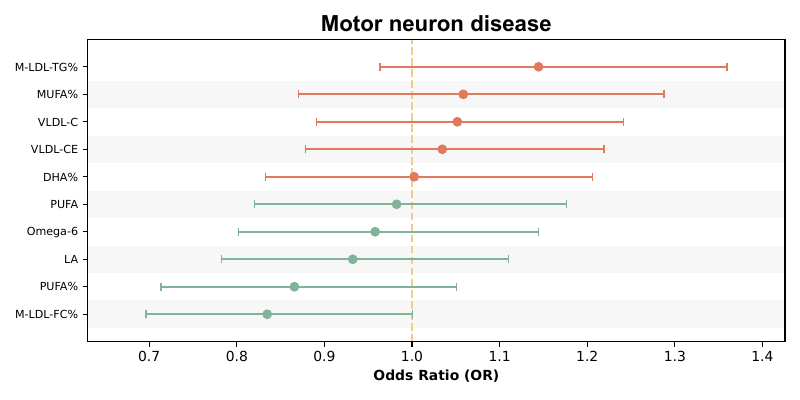 Motor neuron disease
M-LDL-TG%
MUFA%
VLDL-C
VLDL-CE
DHA%
PUFA
Omega-6
LA
PUFA%
M-LDL-FC%
0.7 0.8 0.9 1.0 1.1 1.2 1.3 1.4
Odds Ratio (OR)